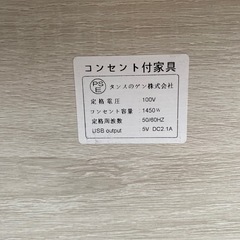 コンセント付家具
PS
E
タンスのゲン株式会社
定格電圧 100V
コンセント容量 1450W
定格周波数 50/60HZ
USB output 5V DC2.1A